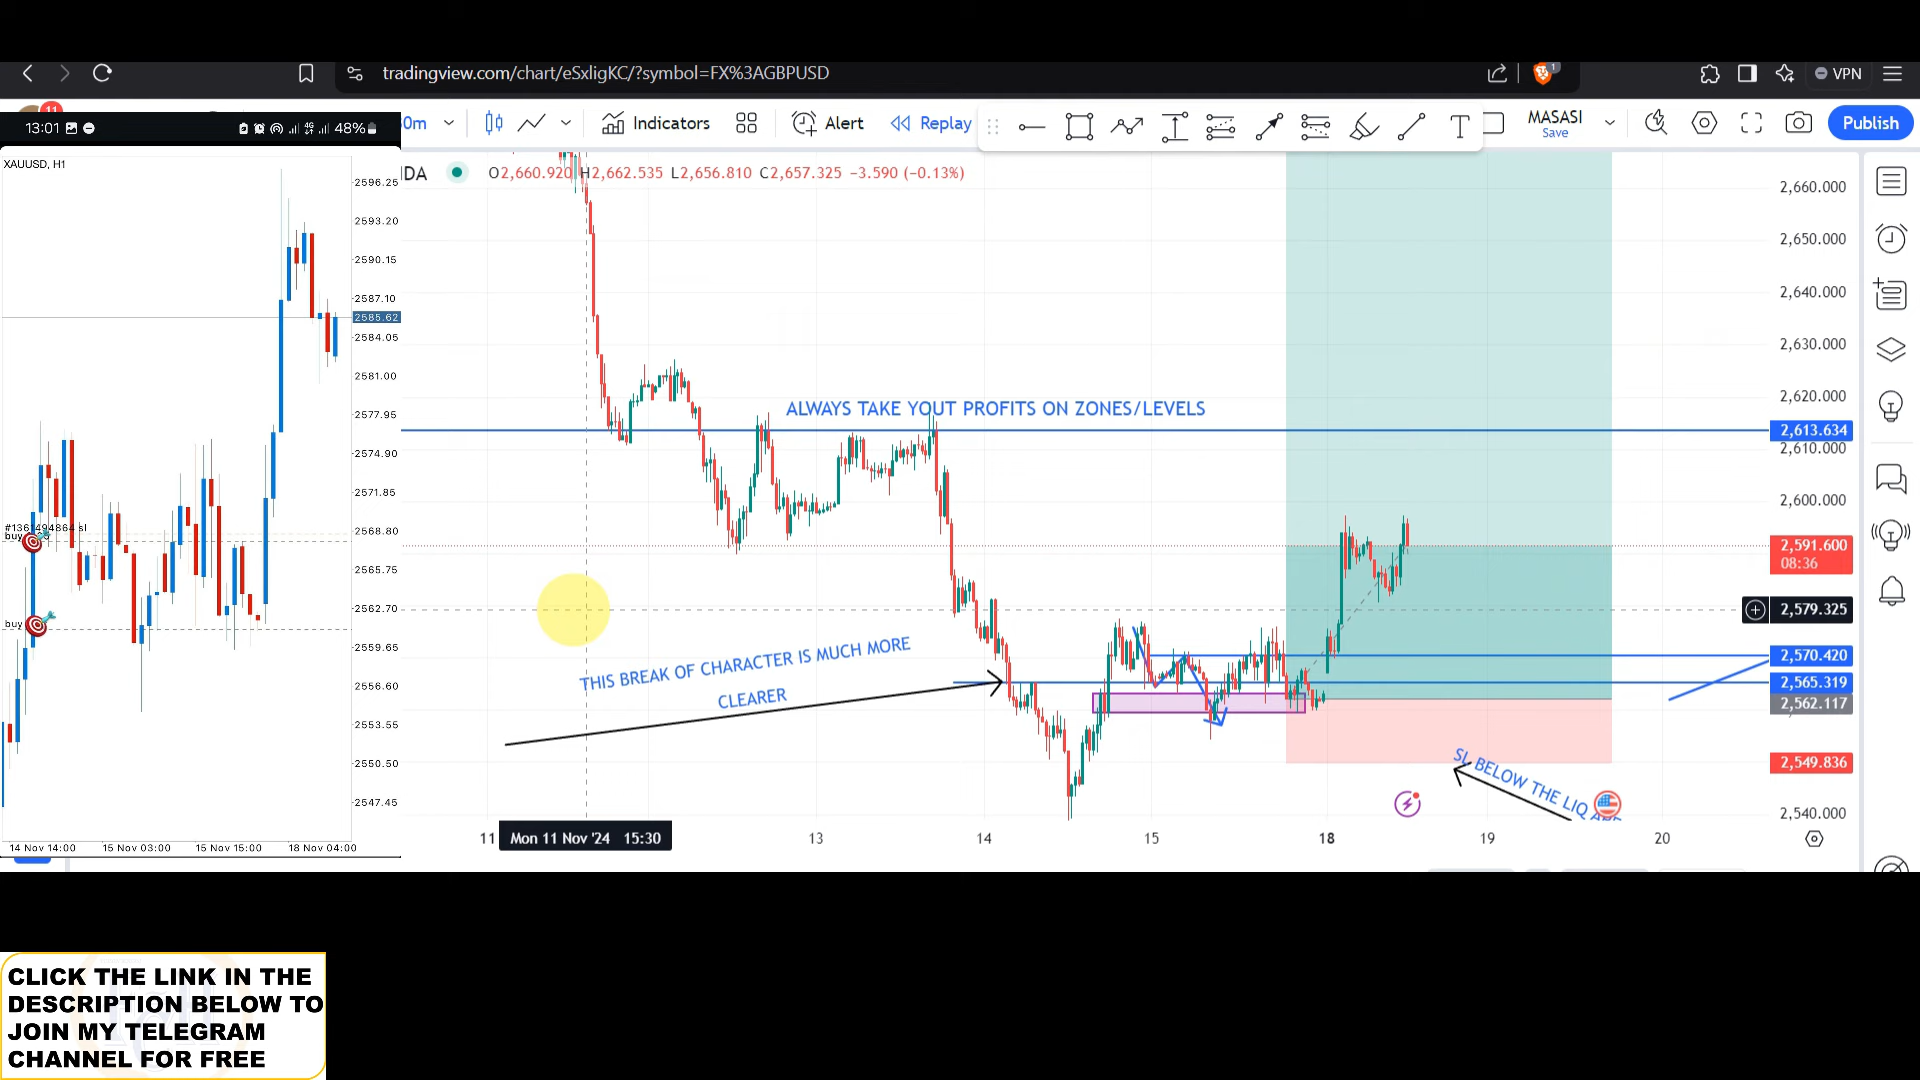 tradingview.com/chart/eSxligKC/?symbol=FX%3AGBPUSD
1
VPN
11
13:01
48%
0m
Indicators
Alert
Replay
MASASI
Save
Publish
XAUUSD, H1
DA O2,660.920 H2,662.535 L2,656.810 C2,657.325 −3.590 (−0.13%)
2596.25
2593.20
2590.15
2587.10
2585.62
2584.05
2581.00
2577.95
2574.90
2571.85
2568.80
2565.75
2562.70
2559.65
2556.60
2553.55
2550.50
2547.45
#1361494864 sl
buy
buy
14 Nov 14:00
15 Nov 03:00
15 Nov 15:00
18 Nov 04:00
ALWAYS TAKE YOUT PROFITS ON ZONES/LEVELS
THIS BREAK OF CHARACTER IS MUCH MORE
CLEARER
SL BELOW THE LIQ
2,660.000
2,650.000
2,640.000
2,630.000
2,620.000
2,613.634
2,610.000
2,600.000
2,591.600
08:36
2,579.325
2,570.420
2,565.319
2,562.117
2,549.836
2,540.000
11
Mon 11 Nov '24 15:30
13
14
15
18
19
20
CLICK THE LINK IN THE
DESCRIPTION BELOW TO
JOIN MY TELEGRAM
CHANNEL FOR FREE